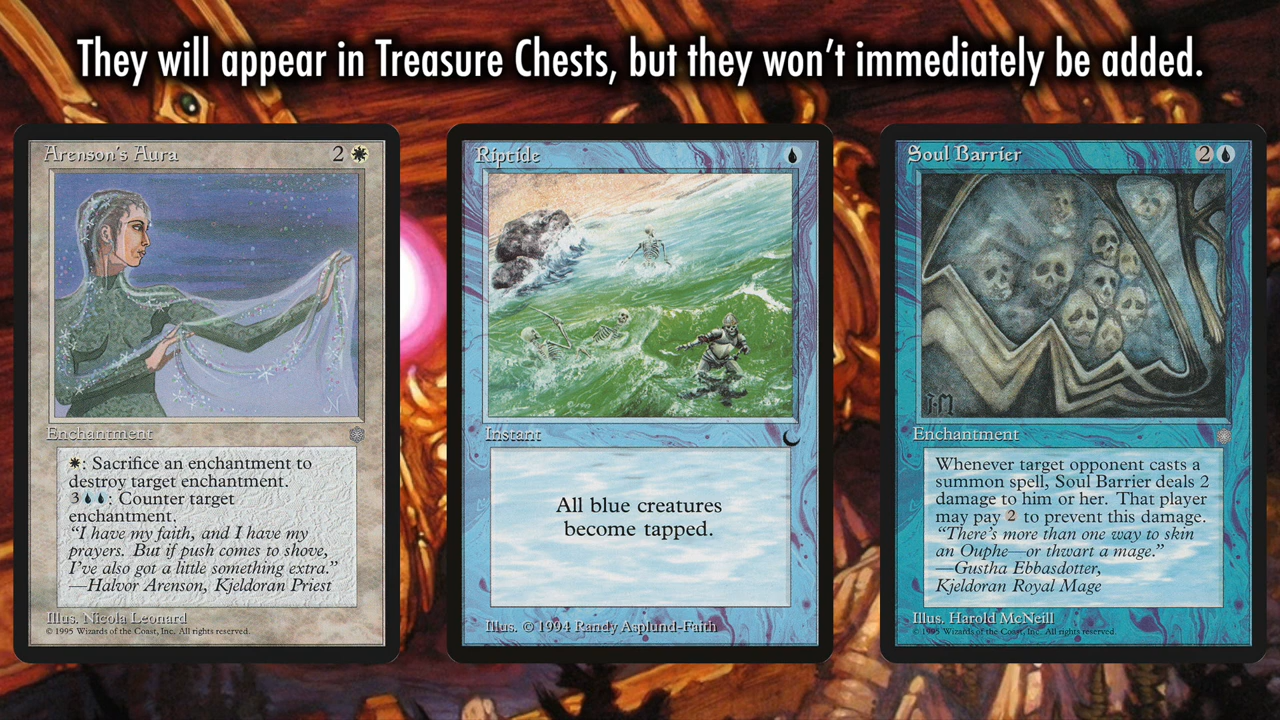 They will appear in Treasure Chests, but they won't immediately be added.
Arenson's Aura 2
Enchantment
: Sacrifice an enchantment to
destroy target enchantment.
3 : Counter target
enchantment.
"I have my faith, and I have my
prayers. But if push comes to shove,
I've also got a little something extra."
—Halvor Arenson, Kjeldoran Priest
Illus. Nicola Leonard
© 1995 Wizards of the Coast, Inc. All rights reserved.
Riptide
Instant
All blue creatures
become tapped.
Illus. © 1994 Randy Asplund-Faith
Soul Barrier 2
J·M
Enchantment
Whenever target opponent casts a
summon spell, Soul Barrier deals 2
damage to him or her. That player
may pay 2 to prevent this damage.
"There's more than one way to skin
an Ouphe—or thwart a mage."
—Gustha Ebbasdotter,
Kjeldoran Royal Mage
Illus. Harold McNeill
© 1995 Wizards of the Coast, Inc. All rights reserved.